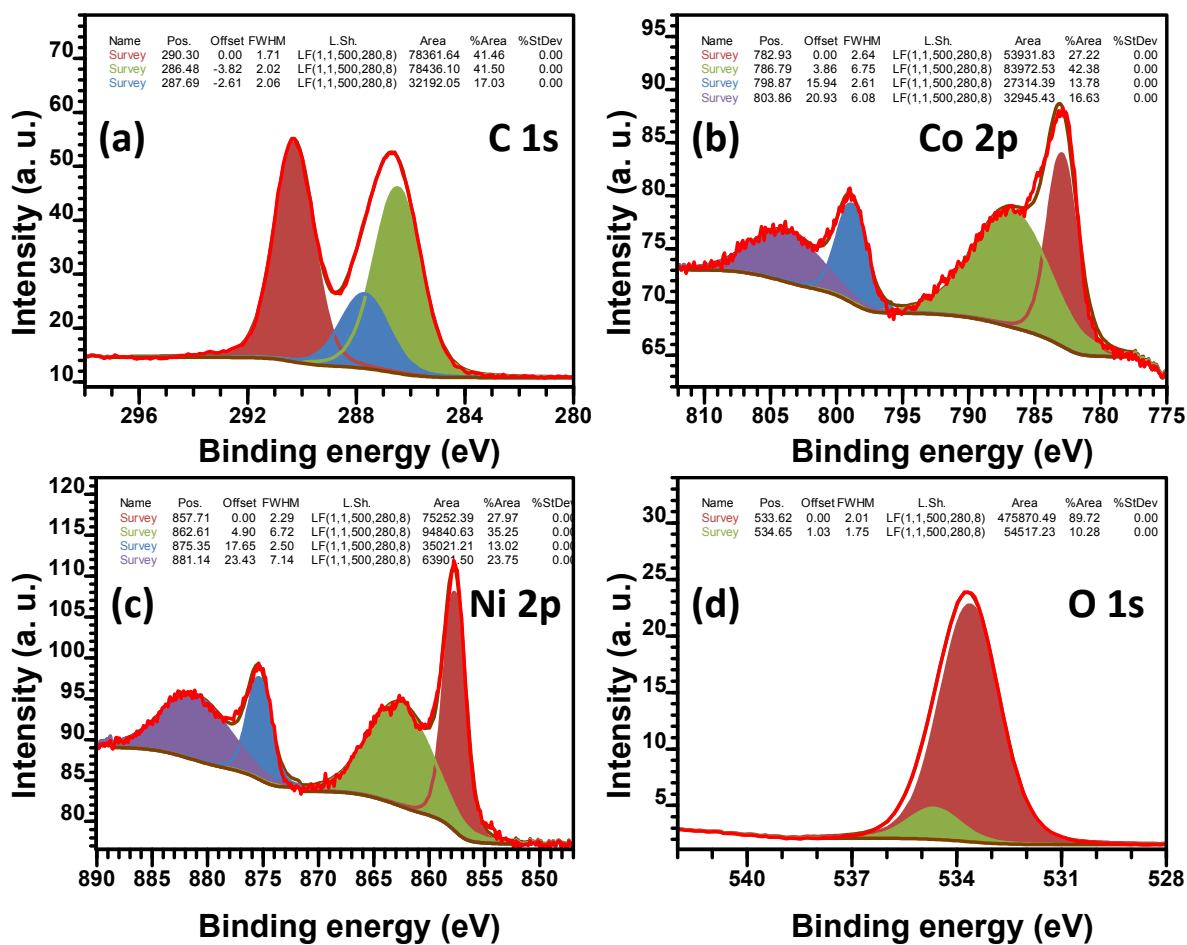 Name Pos. Offset FWHM L.Sh. Area %Area %StDev
Survey 290.30 0.00 1.71 LF(1,1,500,280,8) 78361.64 41.46 0.00
Survey 286.48 -3.82 2.02 LF(1,1,500,280,8) 78436.10 41.50 0.00
Survey 287.69 -2.61 2.06 LF(1,1,500,280,8) 32192.05 17.03 0.00
(a) C 1s
70
60
50
40
30
20
10
Intensity (a. u.)
296 292 288 284 280
Binding energy (eV)
Name Pos. Offset FWHM L.Sh. Area %Area %StDev
Survey 782.93 0.00 2.64 LF(1,1,500,280,8) 53931.83 27.22 0.00
Survey 786.79 3.86 6.75 LF(1,1,500,280,8) 83972.53 42.38 0.00
Survey 798.87 15.94 2.61 LF(1,1,500,280,8) 27314.39 13.78 0.00
Survey 803.86 20.93 6.08 LF(1,1,500,280,8) 32945.43 16.63 0.00
(b) Co 2p
95
90
85
80
75
70
65
Intensity (a. u.)
810 805 800 795 790 785 780 775
Binding energy (eV)
Name Pos. Offset FWHM L.Sh. Area %Area %StDev
Survey 857.71 0.00 2.29 LF(1,1,500,280,8) 75252.39 27.97 0.00
Survey 862.61 4.90 6.72 LF(1,1,500,280,8) 94840.63 35.25 0.00
Survey 875.35 17.65 2.50 LF(1,1,500,280,8) 35021.21 13.02 0.00
Survey 881.14 23.43 7.14 LF(1,1,500,280,8) 63901.50 23.75 0.00
(c) Ni 2p
120
115
110
105
100
95
90
85
80
Intensity (a. u.)
890 885 880 875 870 865 860 855 850
Binding energy (eV)
Name Pos. Offset FWHM L.Sh. Area %Area %StDev
Survey 533.62 0.00 2.01 LF(1,1,500,280,8) 475870.49 89.72 0.00
Survey 534.65 1.03 1.75 LF(1,1,500,280,8) 54517.23 10.28 0.00
(d) O 1s
30
25
20
15
10
5
Intensity (a. u.)
540 537 534 531 528
Binding energy (eV)